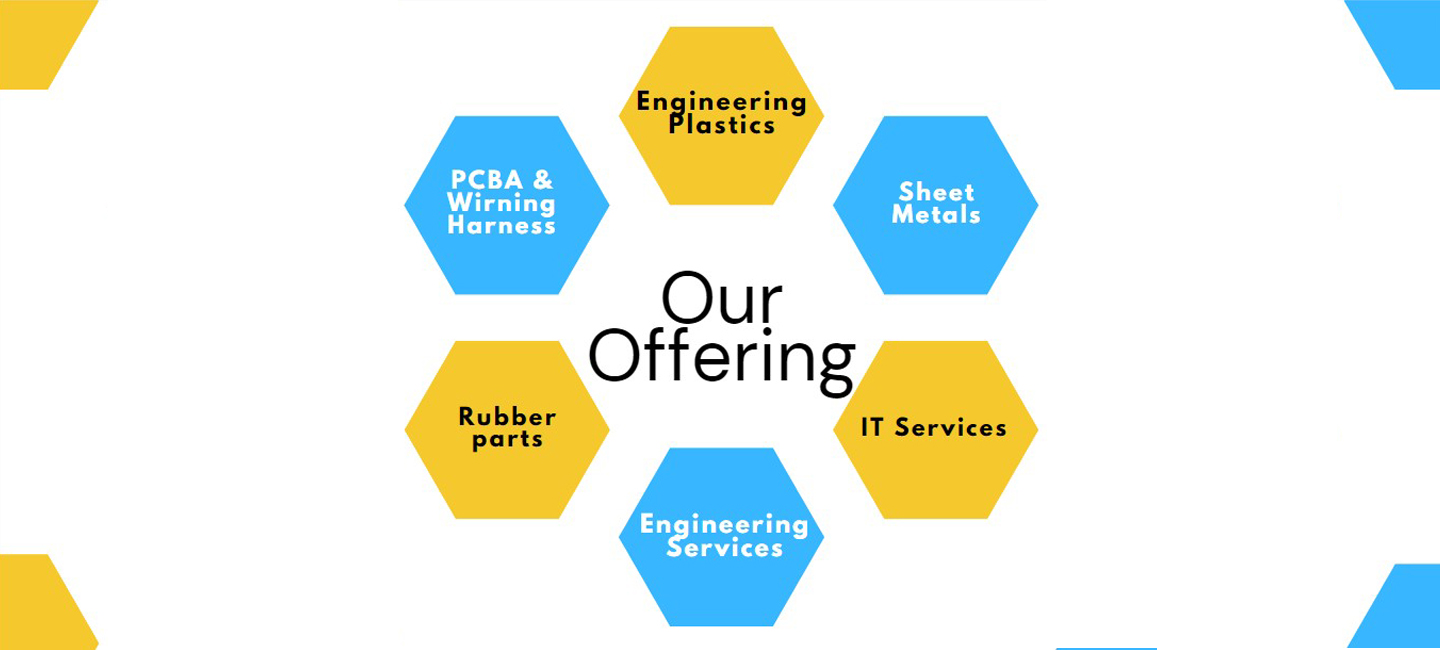 Engineering
Plastics
PCBA &
Wirning
Harness
Sheet
Metals
Our
Offering
Rubber
parts
IT Services
Engineering
Services